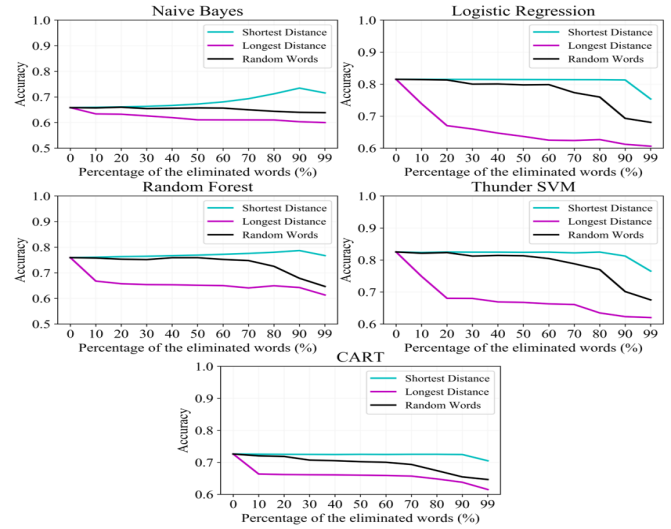 Naive Bayes
1.0
0.9
0.8
0.7
0.6
0.5
Accuracy
Shortest Distance
Longest Distance
Random Words
0 10 20 30 40 50 60 70 80 90 99
Percentage of the eliminated words (%)
Logistic Regression
1.0
0.9
0.8
0.7
0.6
Accuracy
Shortest Distance
Longest Distance
Random Words
0 10 20 30 40 50 60 70 80 90 99
Percentage of the eliminated words (%)
Random Forest
1.0
0.9
0.8
0.7
0.6
0.5
Accuracy
Shortest Distance
Longest Distance
Random Words
0 10 20 30 40 50 60 70 80 90 99
Percentage of the eliminated words (%)
Thunder SVM
1.0
0.9
0.8
0.7
0.6
Accuracy
Shortest Distance
Longest Distance
Random Words
0 10 20 30 40 50 60 70 80 90 99
Percentage of the eliminated words (%)
CART
1.0
0.9
0.8
0.7
0.6
Accuracy
Shortest Distance
Longest Distance
Random Words
0 10 20 30 40 50 60 70 80 90 99
Percentage of the eliminated words (%)